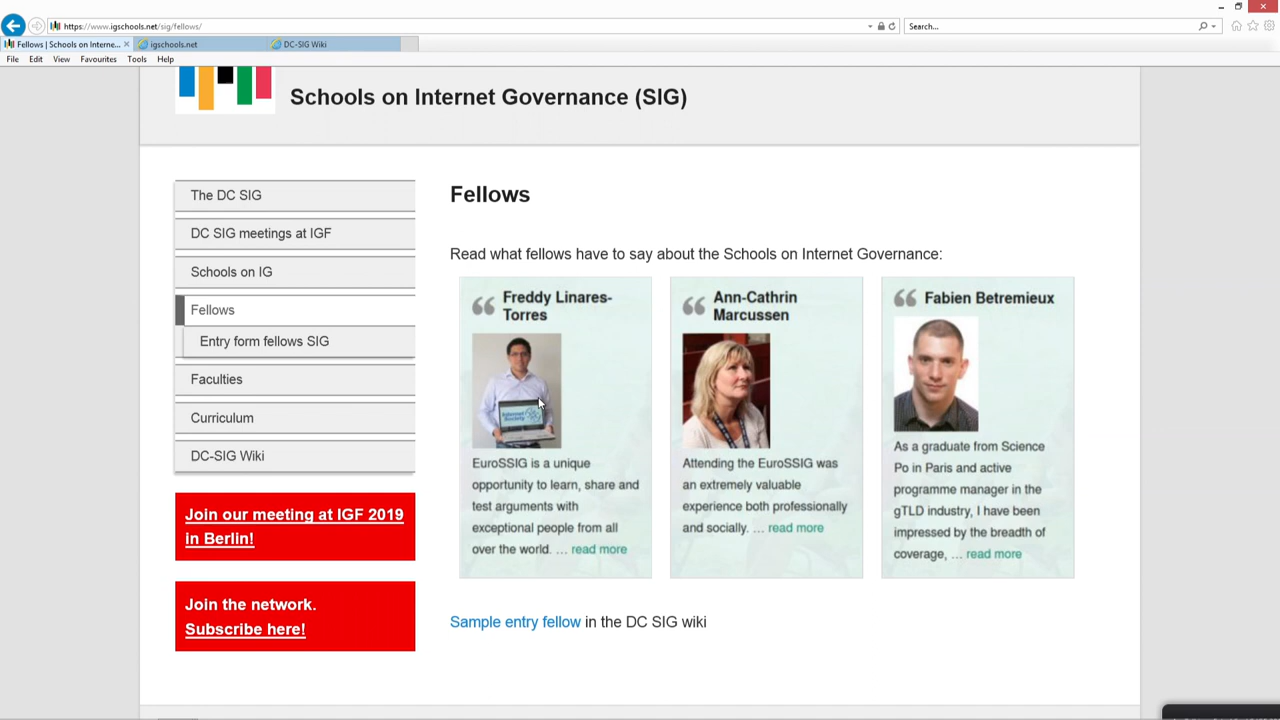 https://www.igschools.net/sig/fellows/
Search...
Fellows | Schools on Interne...
igschools.net
DC-SIG Wiki
File Edit View Favourites Tools Help
Schools on Internet Governance (SIG)
The DC SIG
DC SIG meetings at IGF
Schools on IG
Fellows
Entry form fellows SIG
Faculties
Curriculum
DC-SIG Wiki
Join our meeting at IGF 2019
in Berlin!
Join the network.
Subscribe here!
Fellows
Read what fellows have to say about the Schools on Internet Governance:
Freddy Linares-
Torres
Internet
Society
EuroSSIG is a unique
opportunity to learn, share and
test arguments with
exceptional people from all
over the world. ... read more
Ann-Cathrin
Marcussen
Attending the EuroSSIG was
an extremely valuable
experience both professionally
and socially. ... read more
Fabien Betremieux
As a graduate from Science
Po in Paris and active
programme manager in the
gTLD industry, I have been
impressed by the breadth of
coverage, ... read more
Sample entry fellow in the DC SIG wiki